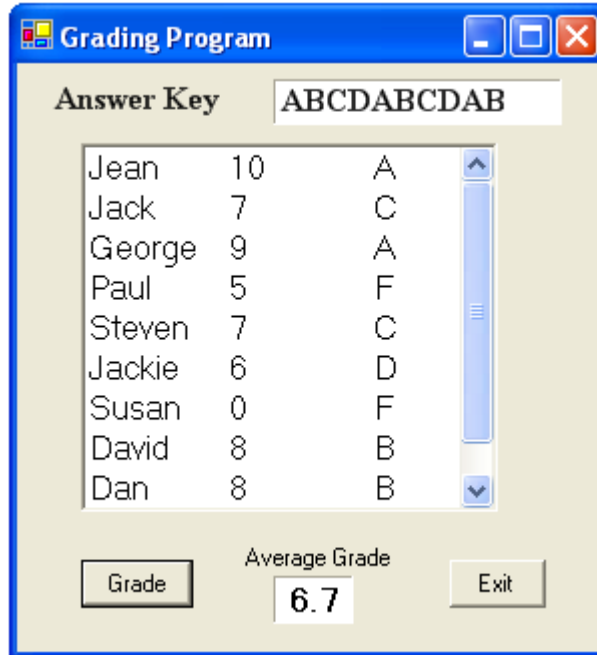 Grading Program
Answer Key ABCDABCDAB
Jean 10 A
Jack 7 C
George 9 A
Paul 5 F
Steven 7 C
Jackie 6 D
Susan 0 F
David 8 B
Dan 8 B
Average Grade
Grade 6.7 Exit